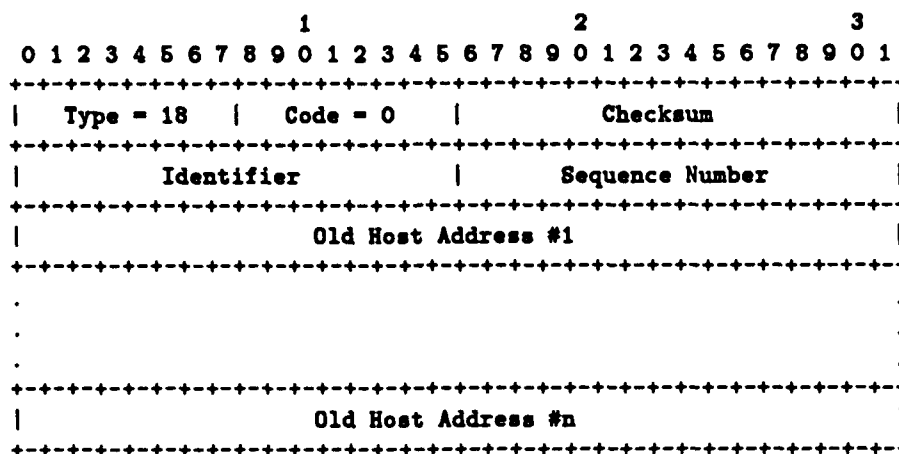 1 2 3
0 1 2 3 4 5 6 7 8 9 0 1 2 3 4 5 6 7 8 9 0 1 2 3 4 5 6 7 8 9 0 1
+-+-+-+-+-+-+-+-+-+-+-+-+-+-+-+-+-+-+-+-+-+-+-+-+-+-+-+-+-+-+-+-
| Type = 18 | Code = 0 | Checksum |
+-+-+-+-+-+-+-+-+-+-+-+-+-+-+-+-+-+-+-+-+-+-+-+-+-+-+-+-+-+-+-+-
| Identifier | Sequence Number |
+-+-+-+-+-+-+-+-+-+-+-+-+-+-+-+-+-+-+-+-+-+-+-+-+-+-+-+-+-+-+-+-
| Old Host Address #1 |
+-+-+-+-+-+-+-+-+-+-+-+-+-+-+-+-+-+-+-+-+-+-+-+-+-+-+-+-+-+-+-+-
. .
. .
. .
+-+-+-+-+-+-+-+-+-+-+-+-+-+-+-+-+-+-+-+-+-+-+-+-+-+-+-+-+-+-+-+-
| Old Host Address #n |
+-+-+-+-+-+-+-+-+-+-+-+-+-+-+-+-+-+-+-+-+-+-+-+-+-+-+-+-+-+-+-+-